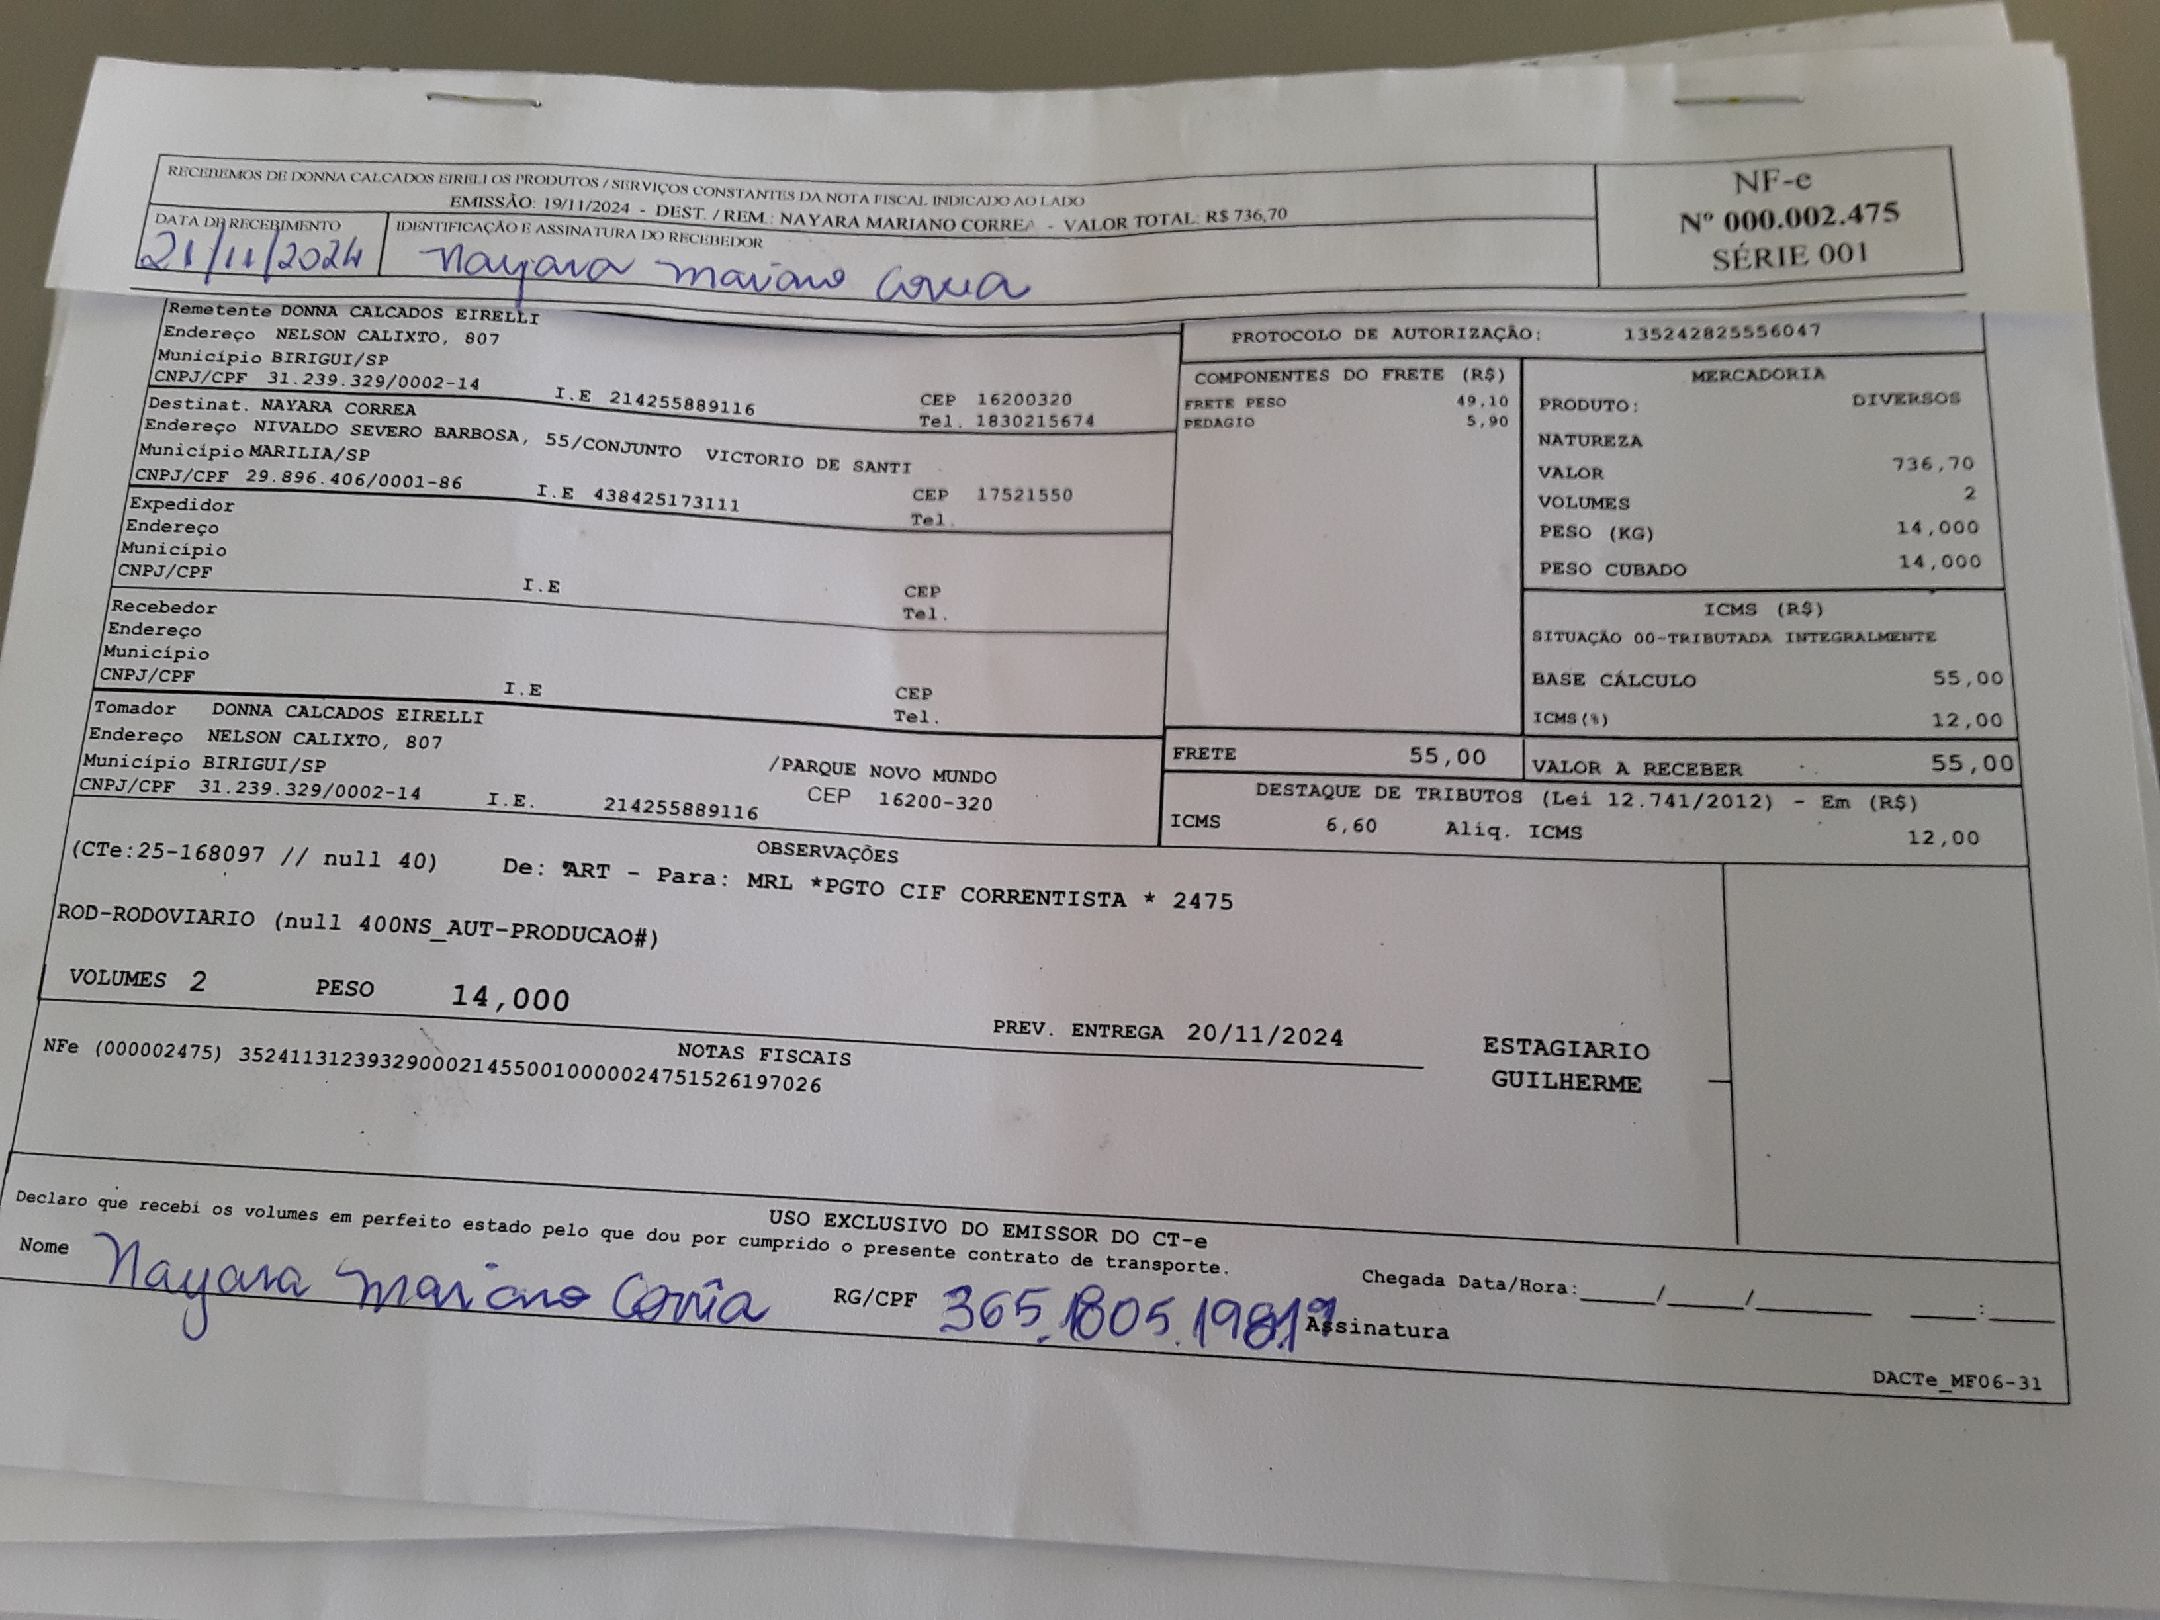 RECEBEMOS DE DONNA CALCADOS EIRELI OS PRODUTOS / SERVIÇOS CONSTANTES DA NOTA FISCAL INDICADO AO LADO
EMISSÃO: 19/11/2024 - DEST. / REM.: NAYARA MARIANO CORREA - VALOR TOTAL: R$ 736,70
NF-e
Nº 000.002.475
SÉRIE 001
DATA DE RECEBIMENTO
21/11/2024
IDENTIFICAÇÃO E ASSINATURA DO RECEBEDOR
Nayara Mariano Correa
Remetente DONNA CALCADOS EIRELLI
Endereço NELSON CALIXTO, 807
Município BIRIGUI/SP
CNPJ/CPF 31.239.329/0002-14 I.E 214255889116 CEP 16200320
Tel. 1830215674
Destinat. NAYARA CORREA
Endereço NIVALDO SEVERO BARBOSA, 55/CONJUNTO VICTORIO DE SANTI
Município MARILIA/SP
CNPJ/CPF 29.896.406/0001-86 I.E 438425173111 CEP 17521550
Tel.
Expedidor
Endereço
Município
CNPJ/CPF I.E CEP
Tel.
Recebedor
Endereço
Município
CNPJ/CPF I.E CEP
Tel.
Tomador DONNA CALCADOS EIRELLI
Endereço NELSON CALIXTO, 807 /PARQUE NOVO MUNDO
Município BIRIGUI/SP CEP 16200-320
CNPJ/CPF 31.239.329/0002-14 I.E. 214255889116
PROTOCOLO DE AUTORIZAÇÃO: 135242825556047
COMPONENTES DO FRETE (R$)
FRETE PESO 49,10
PEDAGIO 5,90
MERCADORIA
PRODUTO: DIVERSOS
NATUREZA
VALOR 736,70
VOLUMES 2
PESO (KG) 14,000
PESO CUBADO 14,000
ICMS (R$)
SITUAÇÃO 00-TRIBUTADA INTEGRALMENTE
BASE CÁLCULO 55,00
ICMS(%) 12,00
FRETE 55,00 VALOR A RECEBER 55,00
DESTAQUE DE TRIBUTOS (Lei 12.741/2012) - Em (R$)
ICMS 6,60 Aliq. ICMS 12,00
OBSERVAÇÕES
(CTe:25-168097 // null 40) De: ART - Para: MRL *PGTO CIF CORRENTISTA * 2475
ROD-RODOVIARIO (null 400NS_AUT-PRODUCAO#)
VOLUMES 2 PESO 14,000
PREV. ENTREGA 20/11/2024
ESTAGIARIO
GUILHERME
NOTAS FISCAIS
NFe (000002475) 35241131239329000214550010000024751526197026
USO EXCLUSIVO DO EMISSOR DO CT-e
Declaro que recebi os volumes em perfeito estado pelo que dou por cumprido o presente contrato de transporte.
Chegada Data/Hora:_____/_____/________ ____:____
Nome Nayara Mariano Corrêa RG/CPF Assinatura
DACTe_MF06-31